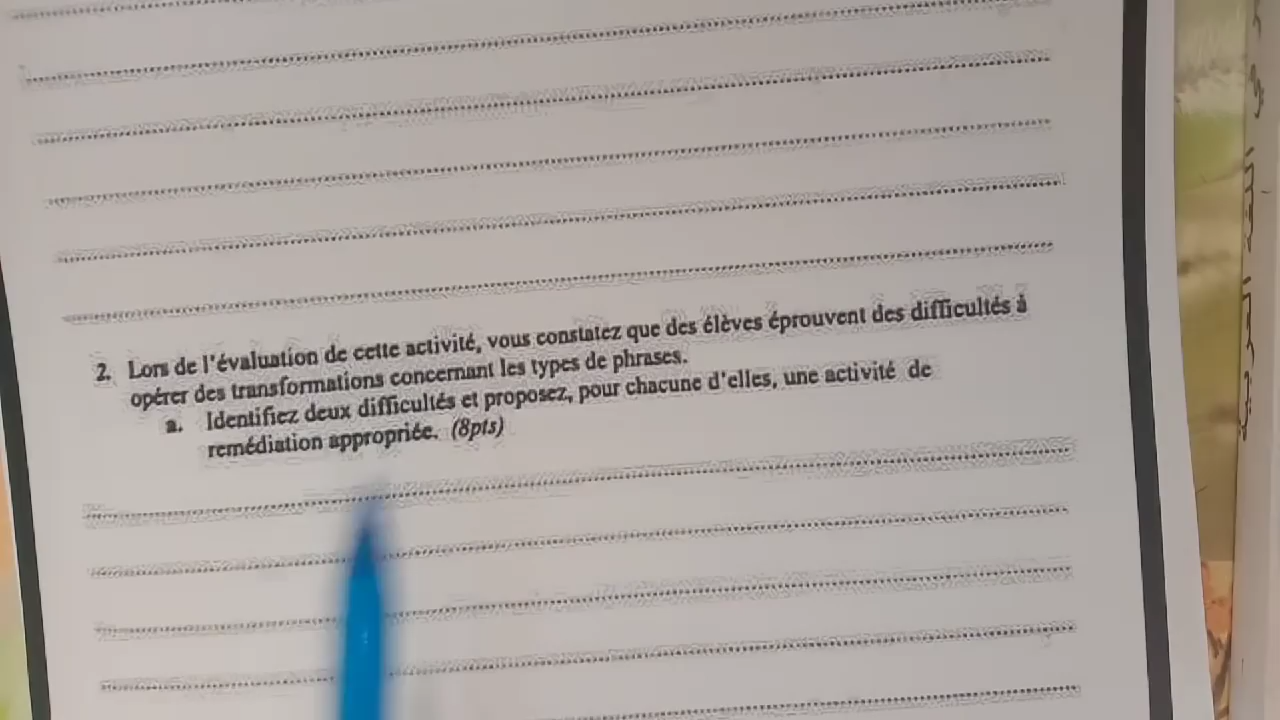 2. Lors de l'évaluation de cette activité, vous constatez que des élèves éprouvent des difficultés à
opérer des transformations concernant les types de phrases.
a. Identifiez deux difficultés et proposez, pour chacune d'elles, une activité de
remédiation appropriée. (8pts)